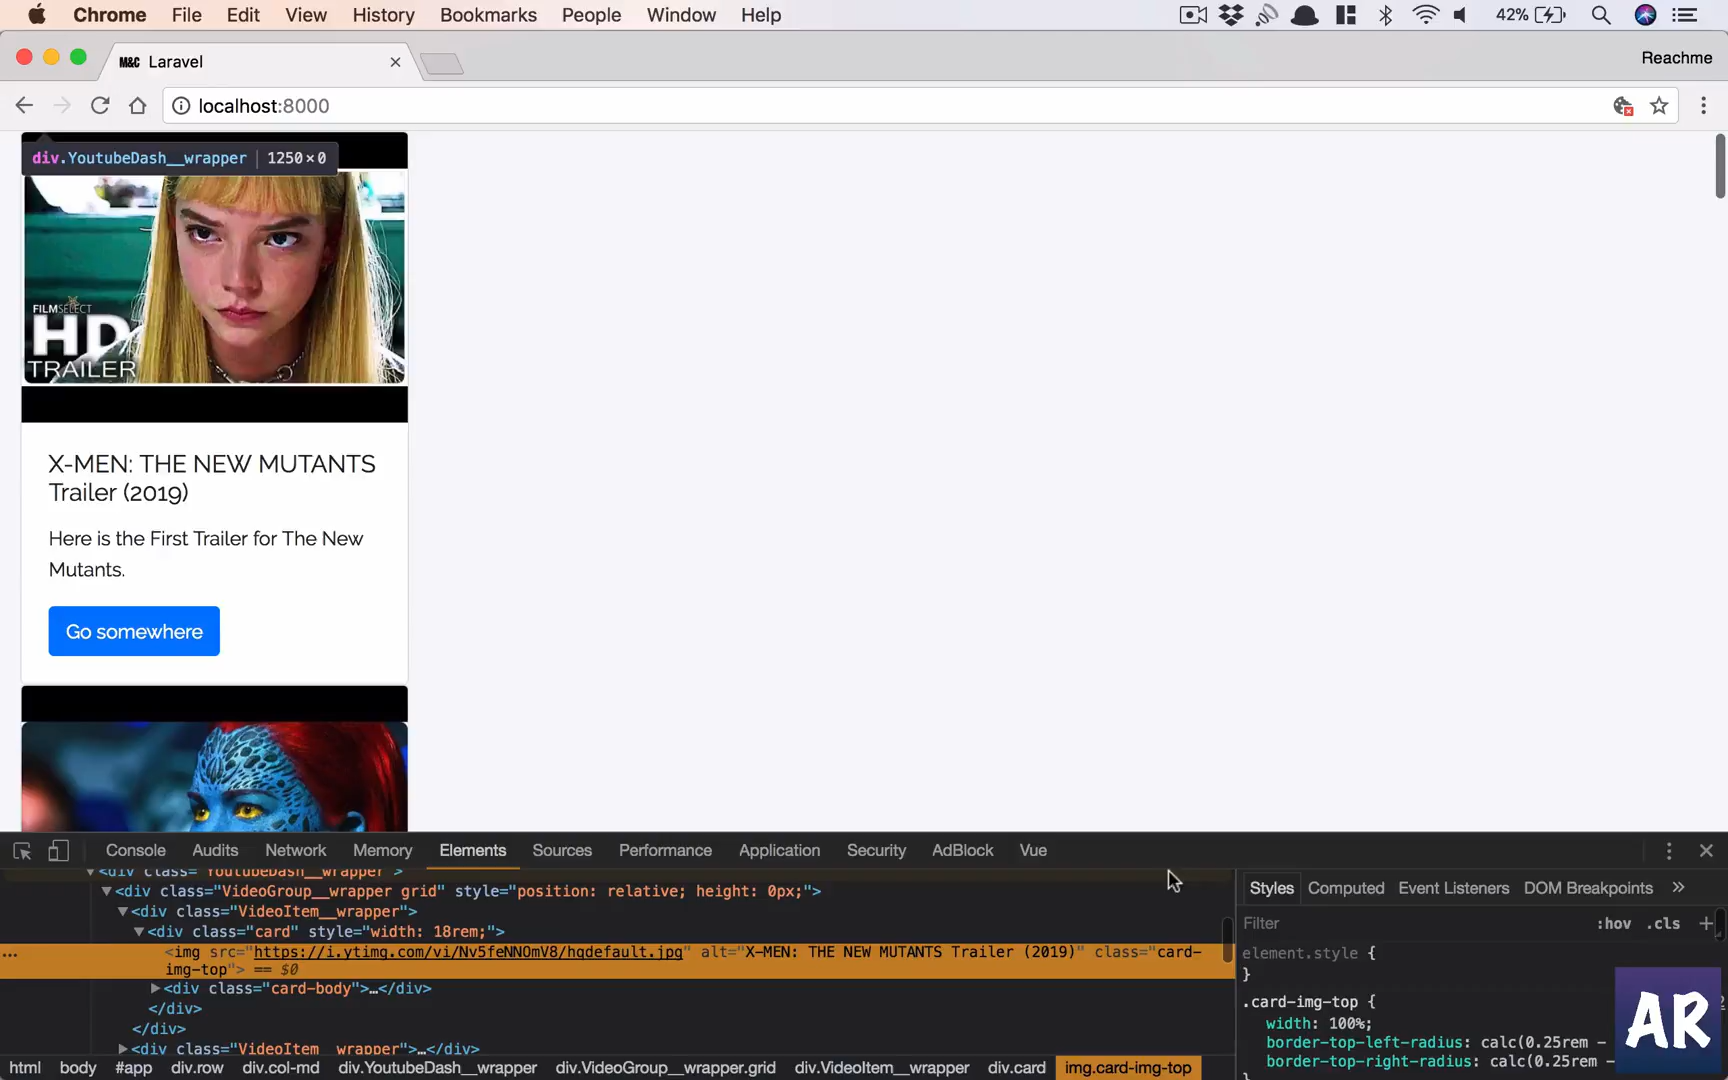 Chrome File Edit View History Bookmarks People Window Help 42%
M&C Laravel Reachme
localhost:8000
div.YoutubeDash__wrapper 1250×0
FILMSELECT
HD
TRAILER
X-MEN: THE NEW MUTANTS
Trailer (2019)
Here is the First Trailer for The New
Mutants.
Go somewhere
Console Audits Network Memory Elements Sources Performance Application Security AdBlock Vue
▼<div class="YoutubeDash__wrapper">
▼<div class="VideoGroup__wrapper grid" style="position: relative; height: 0px;">
▼<div class="VideoItem__wrapper">
▼<div class="card" style="width: 18rem;">
… <img src="https://i.ytimg.com/vi/Nv5feNNOmV8/hqdefault.jpg" alt="X-MEN: THE NEW MUTANTS Trailer (2019)" class="card-
img-top"> == $0
▶<div class="card-body">…</div>
</div>
</div>
▶<div class="VideoItem__wrapper">…</div>
html body #app div.row div.col-md div.YoutubeDash__wrapper div.VideoGroup__wrapper.grid div.VideoItem__wrapper div.card img.card-img-top
Styles Computed Event Listeners DOM Breakpoints »
Filter :hov .cls +
element.style {
}
.card-img-top {
width: 100%;
border-top-left-radius: calc(0.25rem –
border-top-right-radius: calc(0.25rem –
}
AR